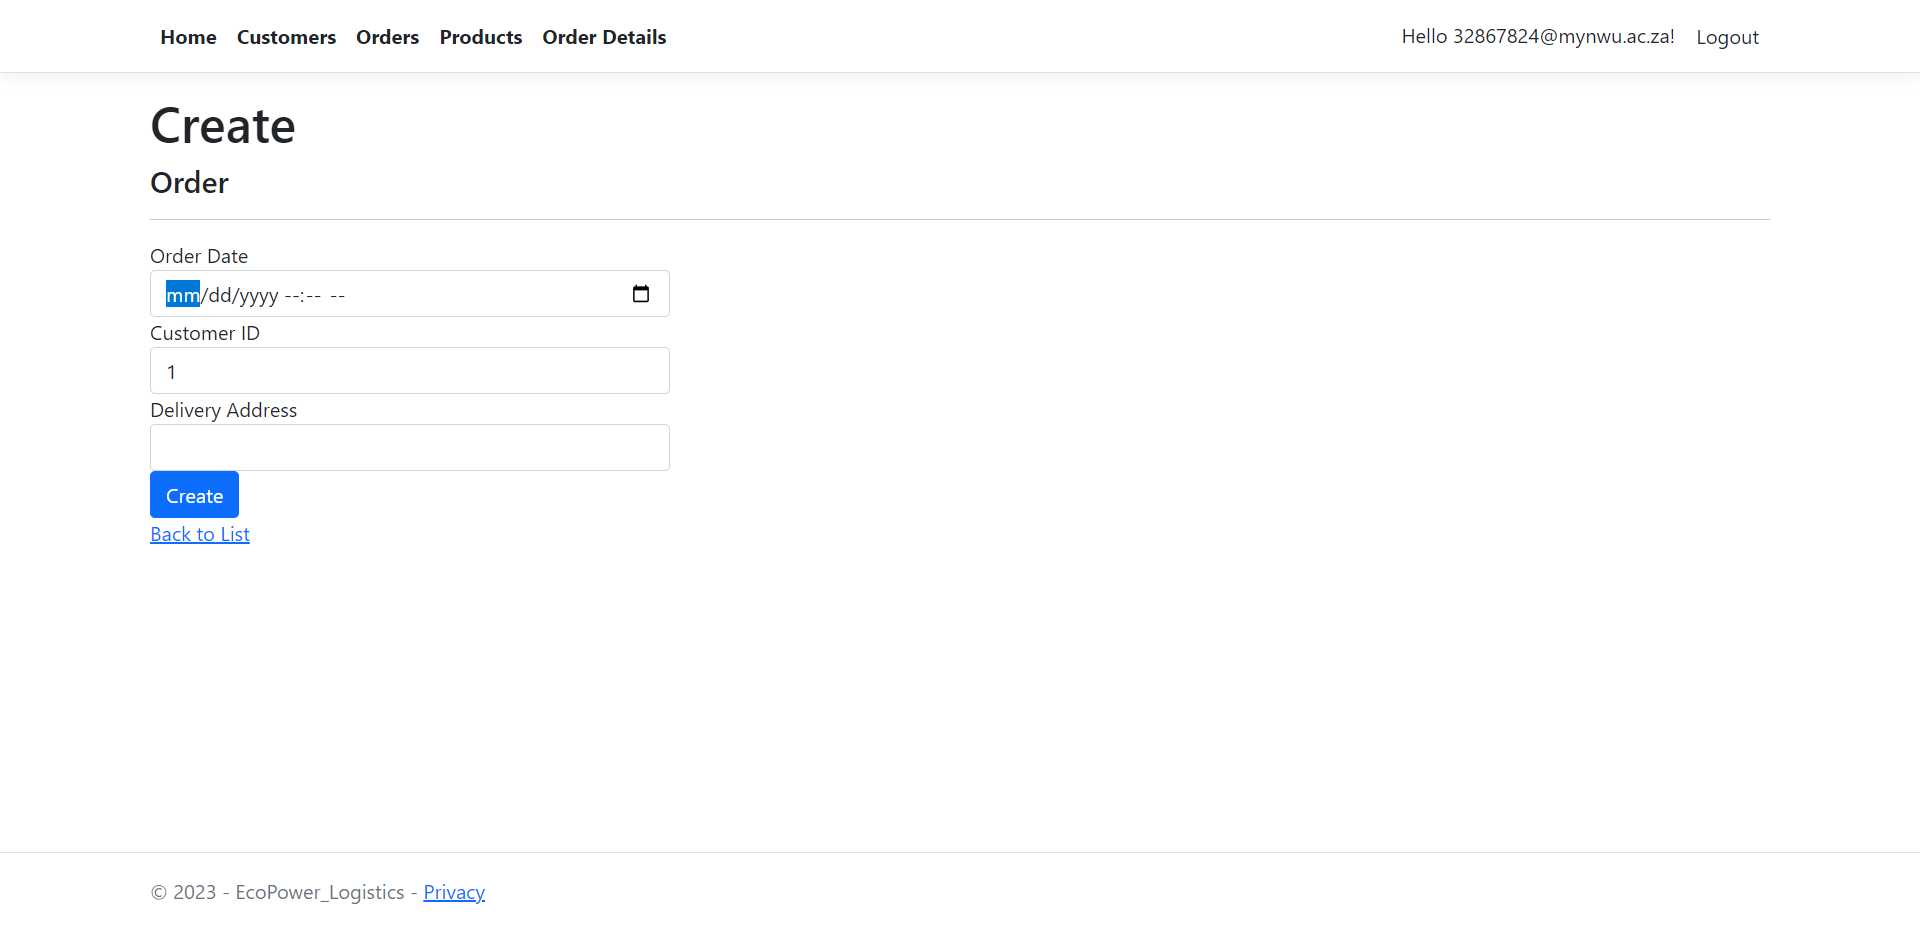 Home Customers Orders Products Order Details Hello 32867824@mynwu.ac.za! Logout
Create
Order
Order Date
mm/dd/yyyy --:-- --
Customer ID
1
Delivery Address
Create
Back to List
© 2023 - EcoPower_Logistics - Privacy